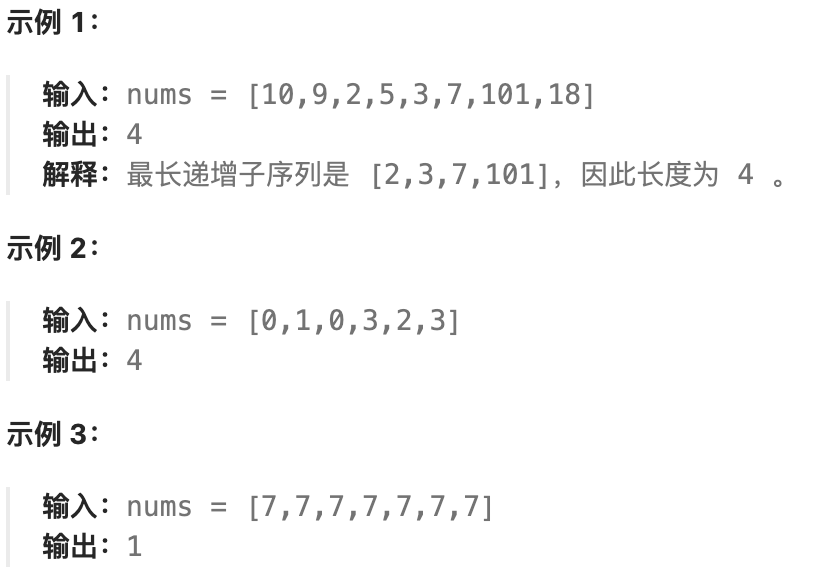 示例 1：
输入：nums = [10,9,2,5,3,7,101,18]
输出：4
解释：最长递增子序列是 [2,3,7,101]，因此长度为 4 。
示例 2：
输入：nums = [0,1,0,3,2,3]
输出：4
示例 3：
输入：nums = [7,7,7,7,7,7,7]
输出：1